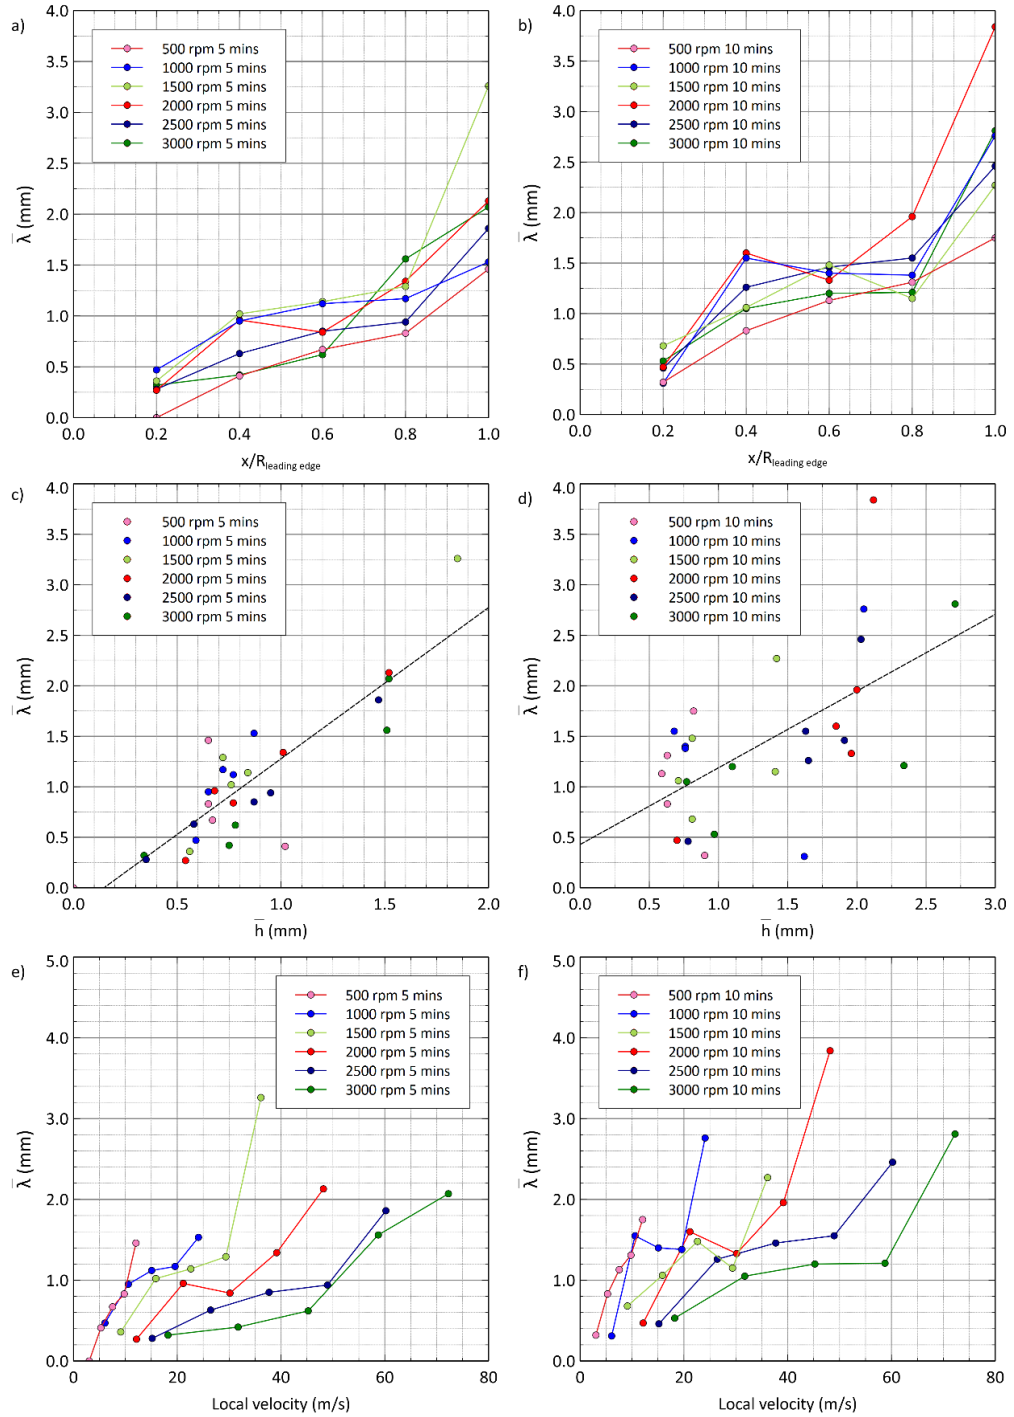 a)
4.0
3.5
3.0
2.5
2.0
1.5
1.0
0.5
0.0
λ̄ (mm)
500 rpm 5 mins
1000 rpm 5 mins
1500 rpm 5 mins
2000 rpm 5 mins
2500 rpm 5 mins
3000 rpm 5 mins
0.0 0.2 0.4 0.6 0.8 1.0
x/R leading edge
b)
4.0
3.5
3.0
2.5
2.0
1.5
1.0
0.5
0.0
λ̄ (mm)
500 rpm 10 mins
1000 rpm 10 mins
1500 rpm 10 mins
2000 rpm 10 mins
2500 rpm 10 mins
3000 rpm 10 mins
0.0 0.2 0.4 0.6 0.8 1.0
x/R leading edge
c)
4.0
3.5
3.0
2.5
2.0
1.5
1.0
0.5
0.0
λ̄ (mm)
500 rpm 5 mins
1000 rpm 5 mins
1500 rpm 5 mins
2000 rpm 5 mins
2500 rpm 5 mins
3000 rpm 5 mins
0.5 1.0 1.5 2.0
h̄ (mm)
d)
4.0
3.5
3.0
2.5
2.0
1.5
1.0
0.5
0.0
λ̄ (mm)
500 rpm 10 mins
1000 rpm 10 mins
1500 rpm 10 mins
2000 rpm 10 mins
2500 rpm 10 mins
3000 rpm 10 mins
0.0 0.5 1.0 1.5 2.0 2.5 3.0
h̄ (mm)
e)
5.0
4.0
3.0
2.0
1.0
0.0
λ̄ (mm)
500 rpm 5 mins
1000 rpm 5 mins
1500 rpm 5 mins
2000 rpm 5 mins
2500 rpm 5 mins
3000 rpm 5 mins
0 20 40 60 80
Local velocity (m/s)
f)
5.0
4.0
3.0
2.0
1.0
0.0
λ̄ (mm)
500 rpm 10 mins
1000 rpm 10 mins
1500 rpm 10 mins
2000 rpm 10 mins
2500 rpm 10 mins
3000 rpm 10 mins
0 20 40 60 80
Local velocity (m/s)